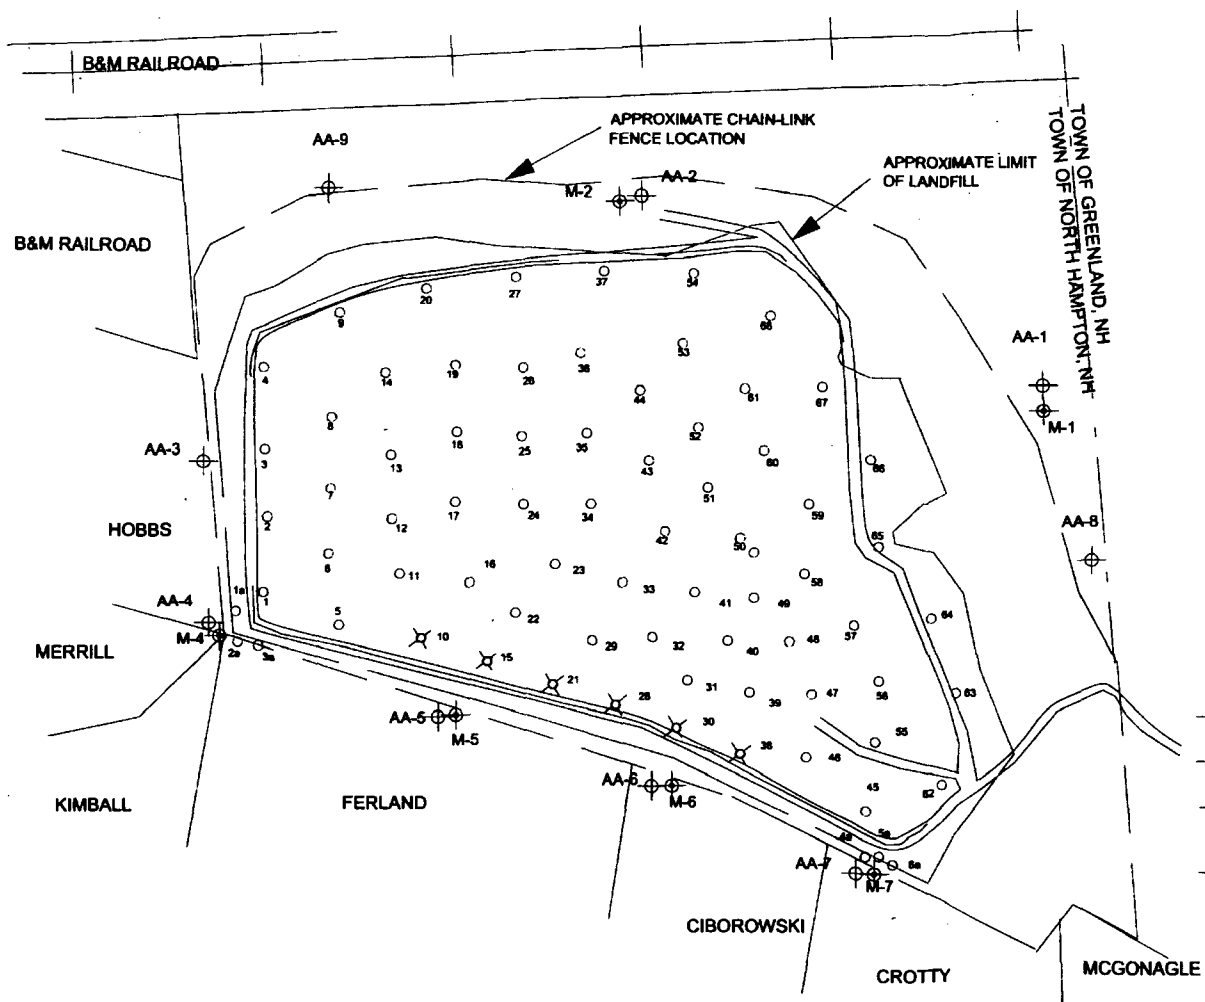 B&M RAILROAD
APPROXIMATE CHAIN-LINK
FENCE LOCATION
AA-9
APPROXIMATE LIMIT
OF LANDFILL
TOWN OF GREENLAND, NH
TOWN OF NORTH HAMPTON, NH
M-2
AA-2
B&M RAILROAD
37
54
27
20
9
68
AA-1
53
36
19
28
14
4
44
61
67
M-1
8
52
18
25
35
AA-3
3
13
43
60
66
7
51
HOBBS
2
12
17
24
34
59
42
50
65
AA-8
6
11
16
23
33
58
1
1a
41
49
AA-4
5
22
64
M-4
2a
3a
10
29
32
40
48
57
MERRILL
15
21
31
39
47
56
63
28
AA-5
M-5
30
55
38
46
AA-6
M-6
62
KIMBALL
FERLAND
45
4a
5a
6a
AA-7
M-7
CIBOROWSKI
CROTTY
MCGONAGLE